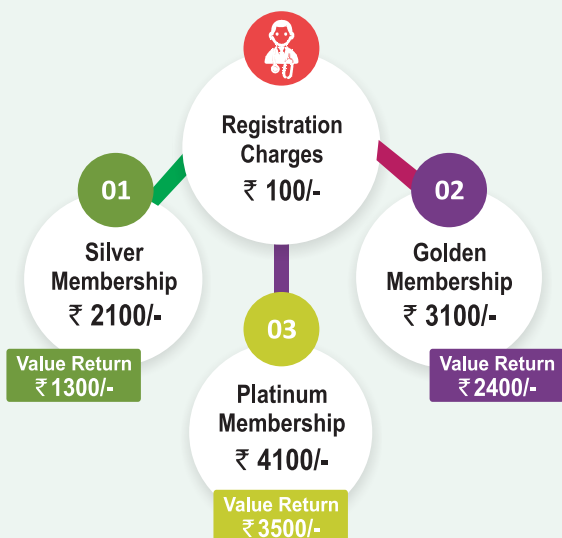 Registration
Charges
₹ 100/-
01
Silver
Membership
₹ 2100/-
Value Return
₹1300/-
02
Golden
Membership
₹ 3100/-
Value Return
₹2400/-
03
Platinum
Membership
₹ 4100/-
Value Return
₹3500/-